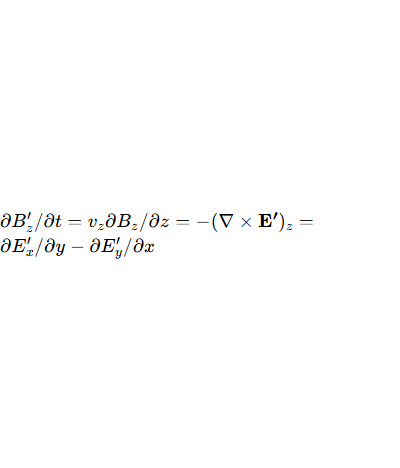 ∂B′_z/∂t = v_z∂B_z/∂z = −(∇ × 𝐄′)_z =
∂E′_x/∂y − ∂E′_y/∂x